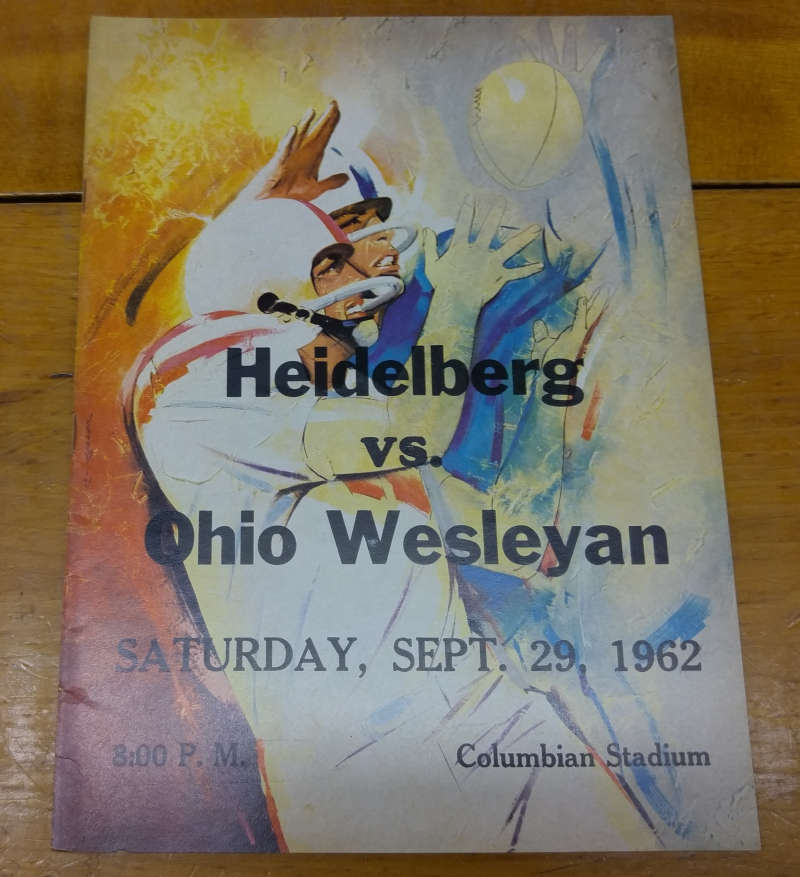 Heidelberg
vs.
Ohio Wesleyan
SATURDAY, SEPT. 29, 1962
8:00 P. M.
Columbian Stadium